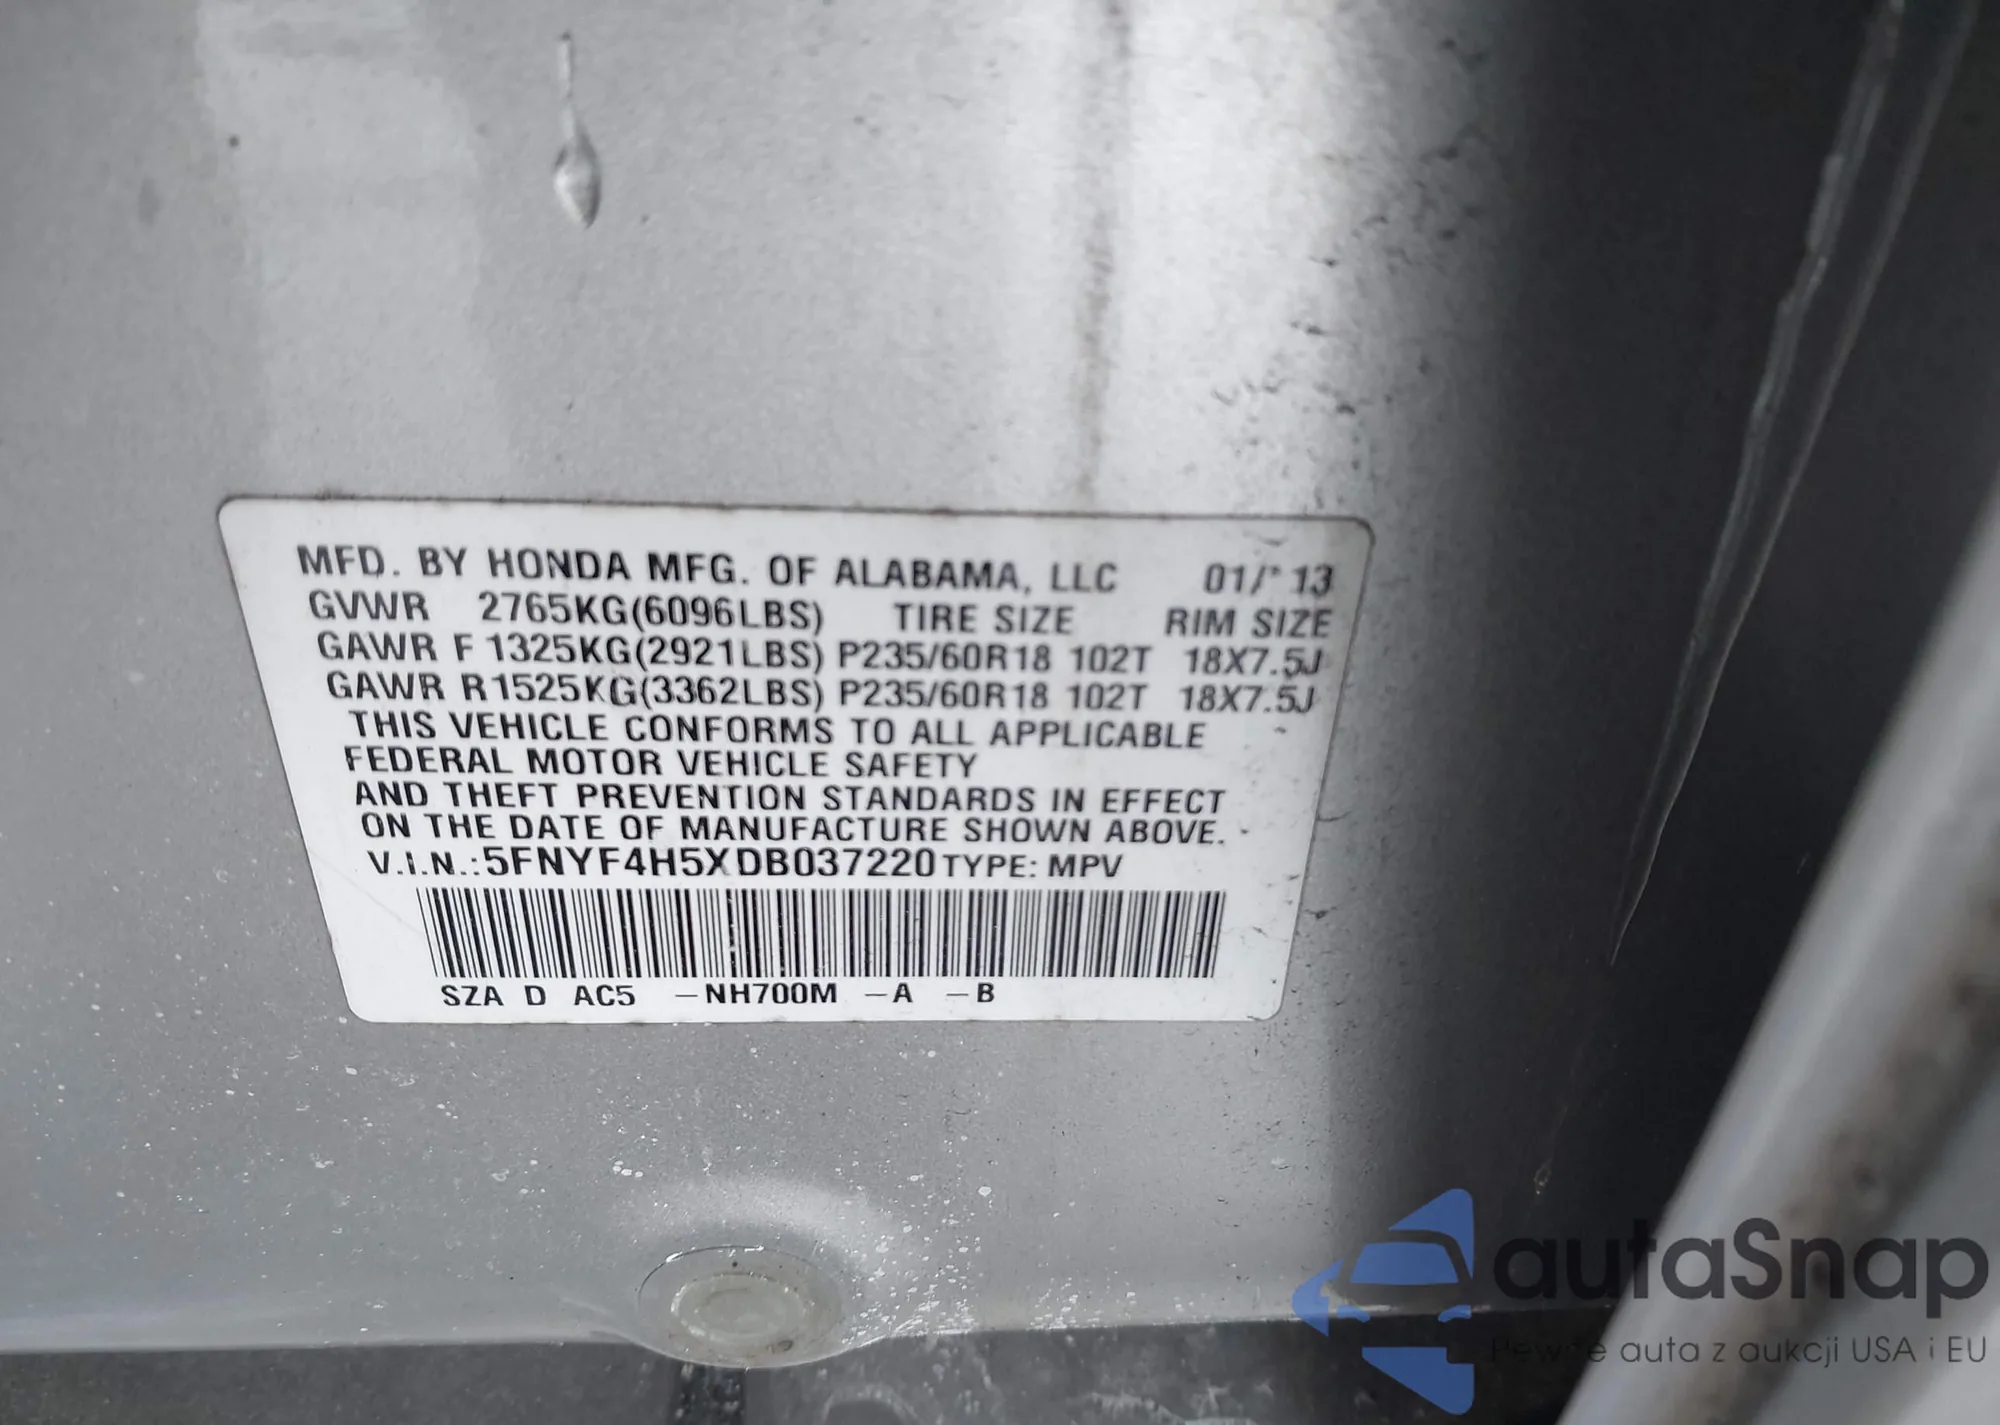 MFD. BY HONDA MFG. OF ALABAMA, LLC 01/ 13
GVWR 2765KG(6096LBS) TIRE SIZE RIM SIZE
GAWR F 1325KG(2921LBS) P235/60R18 102T 18X7.5J
GAWR R 1525KG(3362LBS) P235/60R18 102T 18X7.5J
THIS VEHICLE CONFORMS TO ALL APPLICABLE
FEDERAL MOTOR VEHICLE SAFETY
AND THEFT PREVENTION STANDARDS IN EFFECT
ON THE DATE OF MANUFACTURE SHOWN ABOVE.
V.I.N.: 5FNYF4H5XDB037220 TYPE: MPV
SZA D AC5 -NH700M -A -B
autaSnap
Pewne auta z aukcji USA i EU